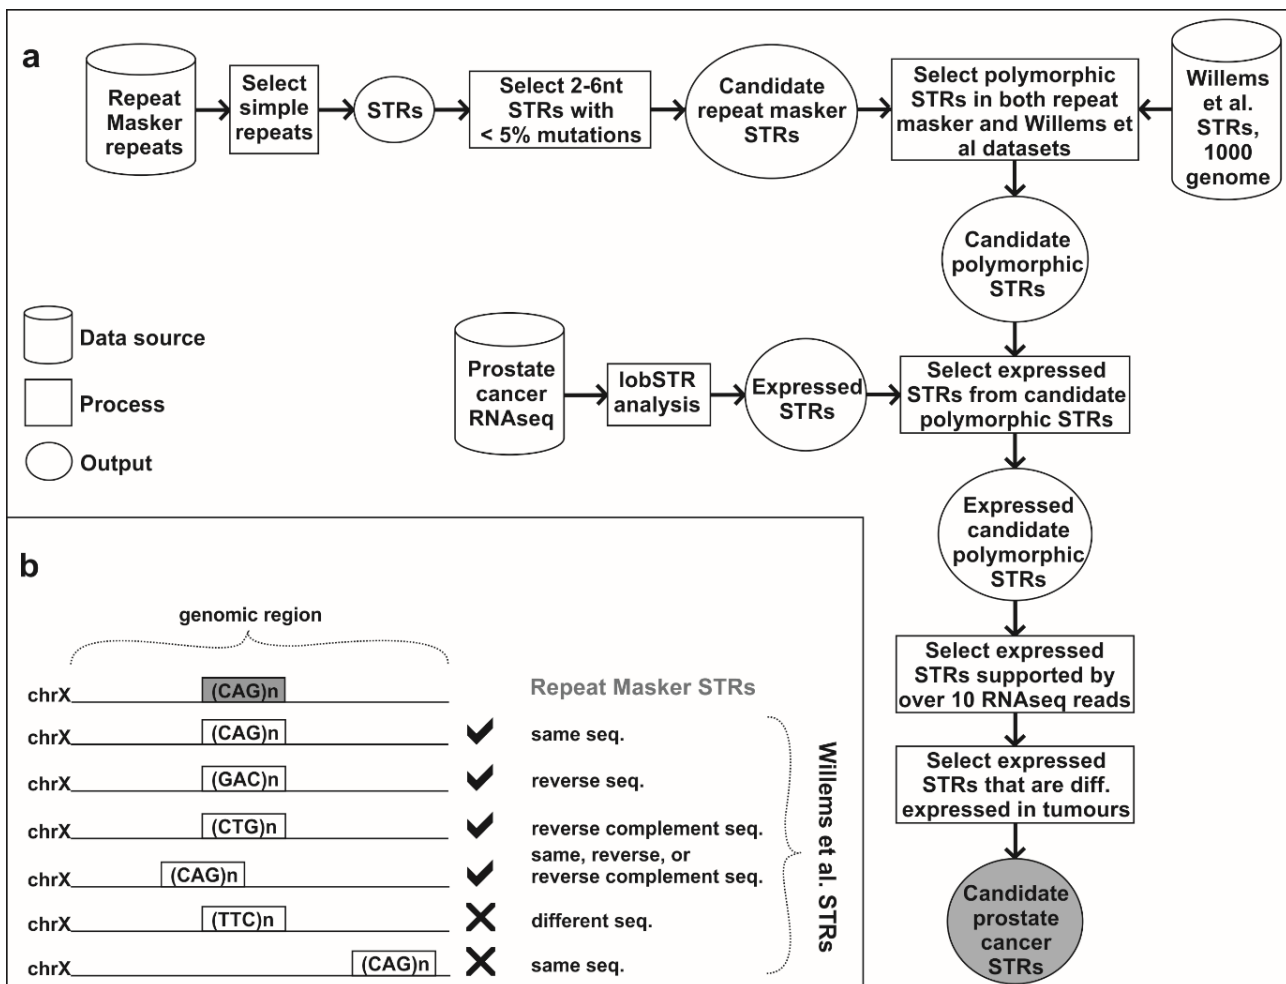 a
Repeat
Masker
repeats
Select
simple
repeats
STRs
Select 2-6nt
STRs with
< 5% mutations
Candidate
repeat masker
STRs
Select polymorphic
STRs in both repeat
masker and Willems et
al datasets
Willems
et al.
STRs,
1000
genome
Candidate
polymorphic
STRs
Data source
Process
Output
Prostate
cancer
RNAseq
lobSTR
analysis
Expressed
STRs
Select expressed
STRs from candidate
polymorphic STRs
Expressed
candidate
polymorphic
STRs
Select expressed
STRs supported by
over 10 RNAseq reads
Select expressed
STRs that are diff.
expressed in tumours
Candidate
prostate
cancer
STRs
b
genomic region
chrX (CAG)n Repeat Masker STRs
chrX (CAG)n same seq.
chrX (GAC)n reverse seq.
chrX (CTG)n reverse complement seq.
same, reverse, or
chrX (CAG)n reverse complement seq.
chrX (TTC)n different seq.
chrX (CAG)n same seq.
Willems et al. STRs